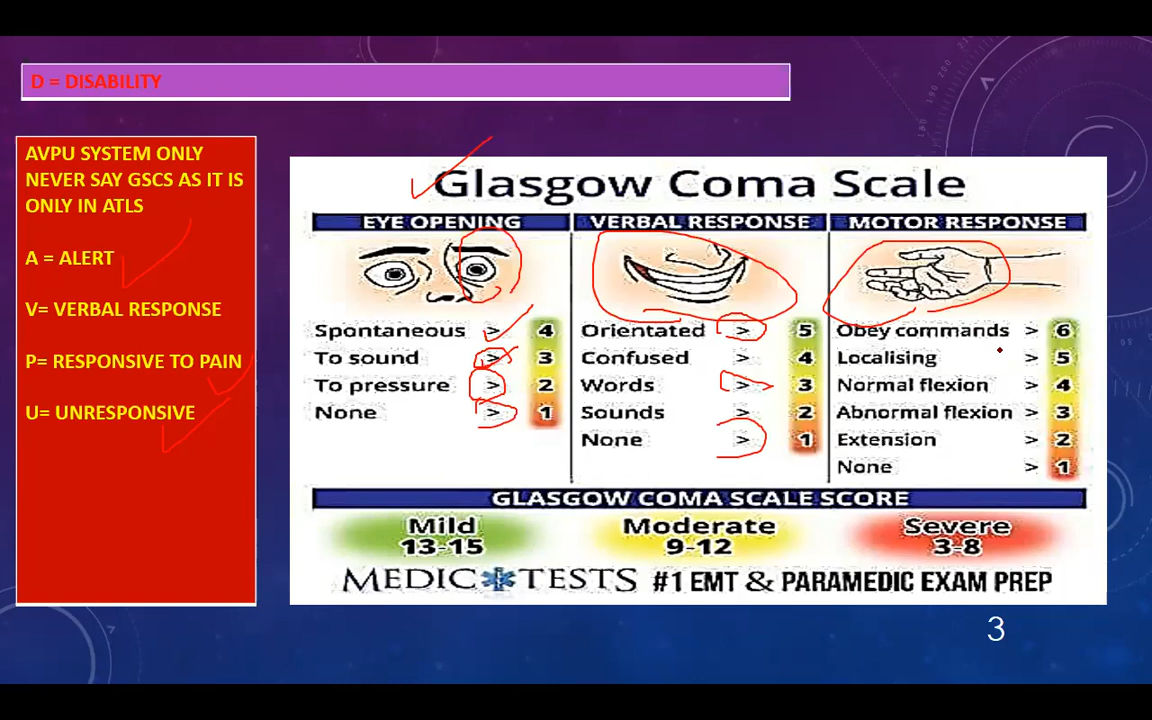 D = DISABILITY
AVPU SYSTEM ONLY
NEVER SAY GSCS AS IT IS
ONLY IN ATLS
A = ALERT
V= VERBAL RESPONSE
P= RESPONSIVE TO PAIN
U= UNRESPONSIVE
Glasgow Coma Scale
EYE OPENING
Spontaneous > 4
To sound > 3
To pressure > 2
None > 1
VERBAL RESPONSE
Orientated > 5
Confused > 4
Words > 3
Sounds > 2
None > 1
MOTOR RESPONSE
Obey commands > 6
Localising > 5
Normal flexion > 4
Abnormal flexion > 3
Extension > 2
None > 1
GLASGOW COMA SCALE SCORE
Mild
13-15
Moderate
9-12
Severe
3-8
MEDIC TESTS #1 EMT & PARAMEDIC EXAM PREP
3